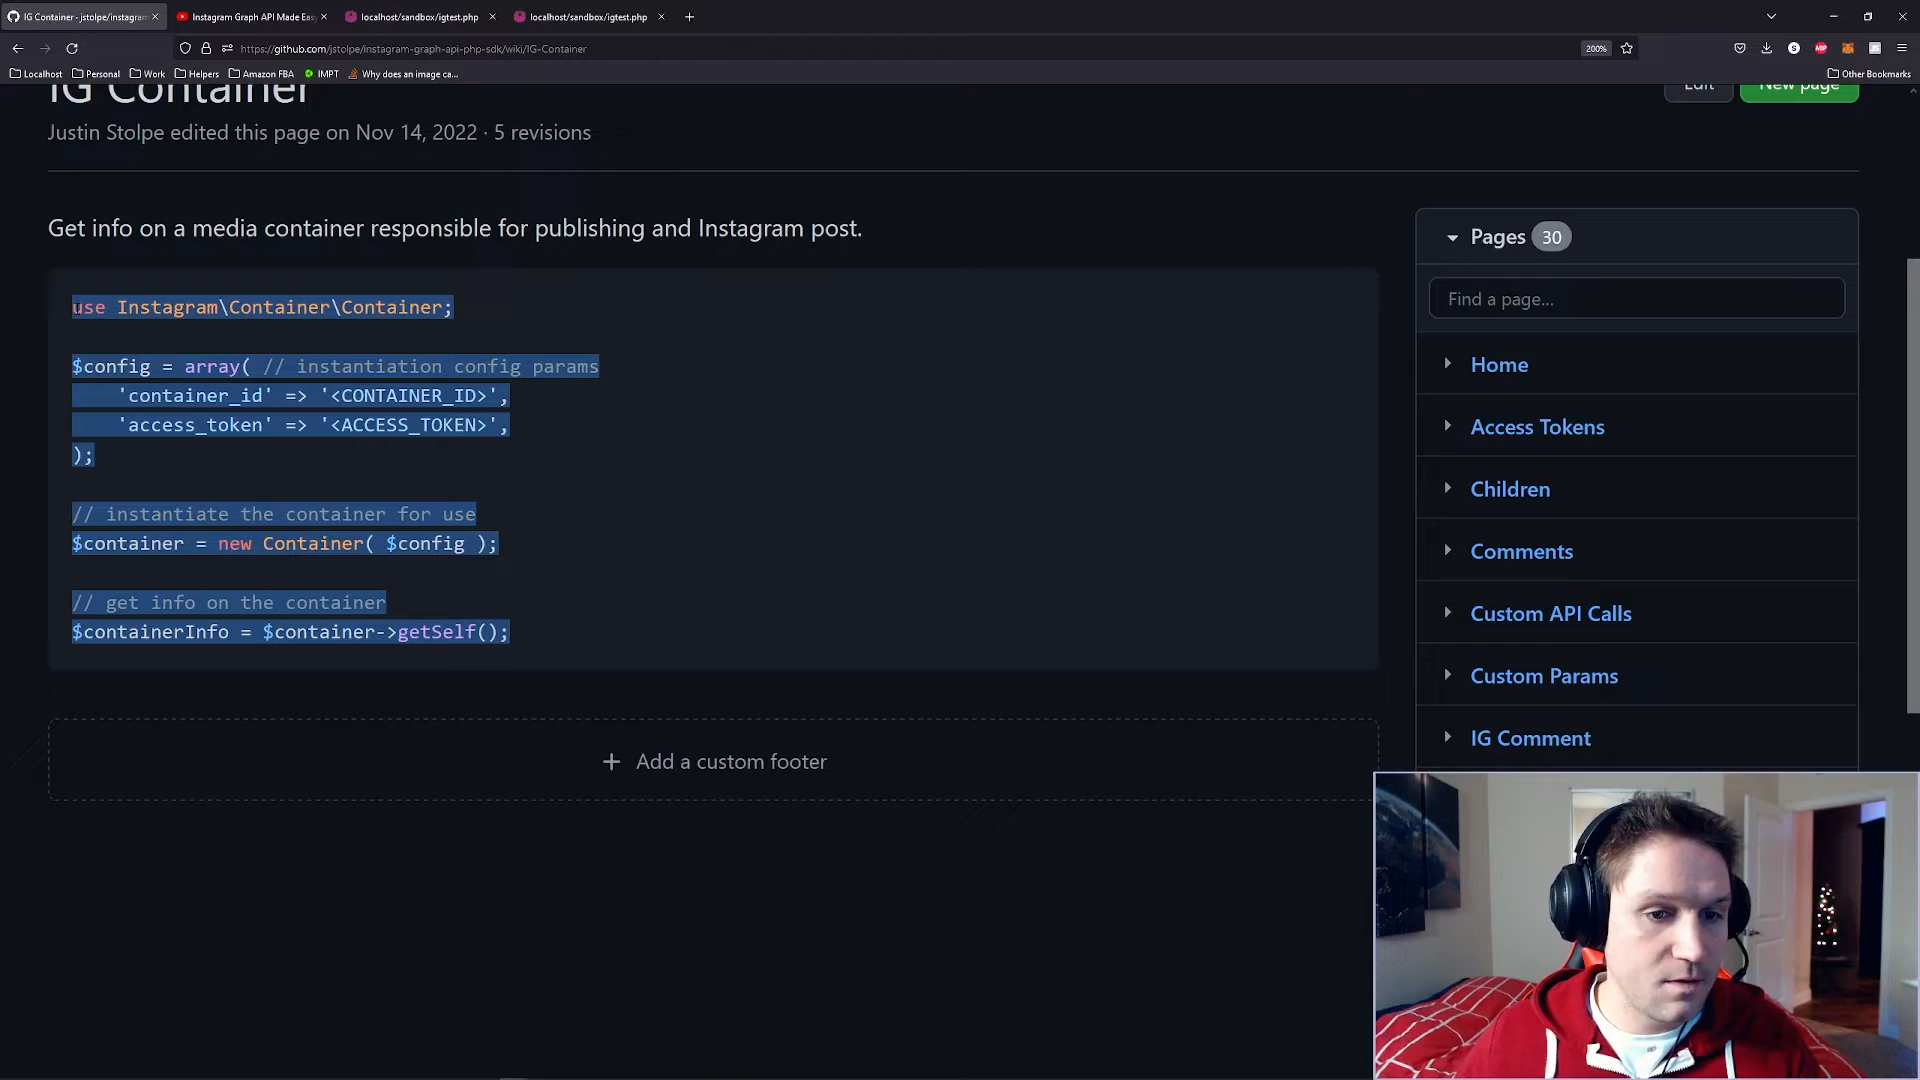 IG Container - jstolpe/instagram
Instagram Graph API Made Eas
localhost/sandbox/igtest.php
localhost/sandbox/igtest.php
https://github.com/jstolpe/instagram-graph-api-php-sdk/wiki/IG-Container
200%
Localhost
Personal
Work
Helpers
Amazon FBA
IMPT
Why does an image ca...
Other Bookmarks
IG Container
Edit
New page
Justin Stolpe edited this page on Nov 14, 2022 · 5 revisions
Get info on a media container responsible for publishing and Instagram post.
use Instagram\Container\Container;
$config = array( // instantiation config params
'container_id' => '<CONTAINER_ID>',
'access_token' => '<ACCESS_TOKEN>',
);
// instantiate the container for use
$container = new Container( $config );
// get info on the container
$containerInfo = $container->getSelf();
Add a custom footer
Pages 30
Find a page...
Home
Access Tokens
Children
Comments
Custom API Calls
Custom Params
IG Comment